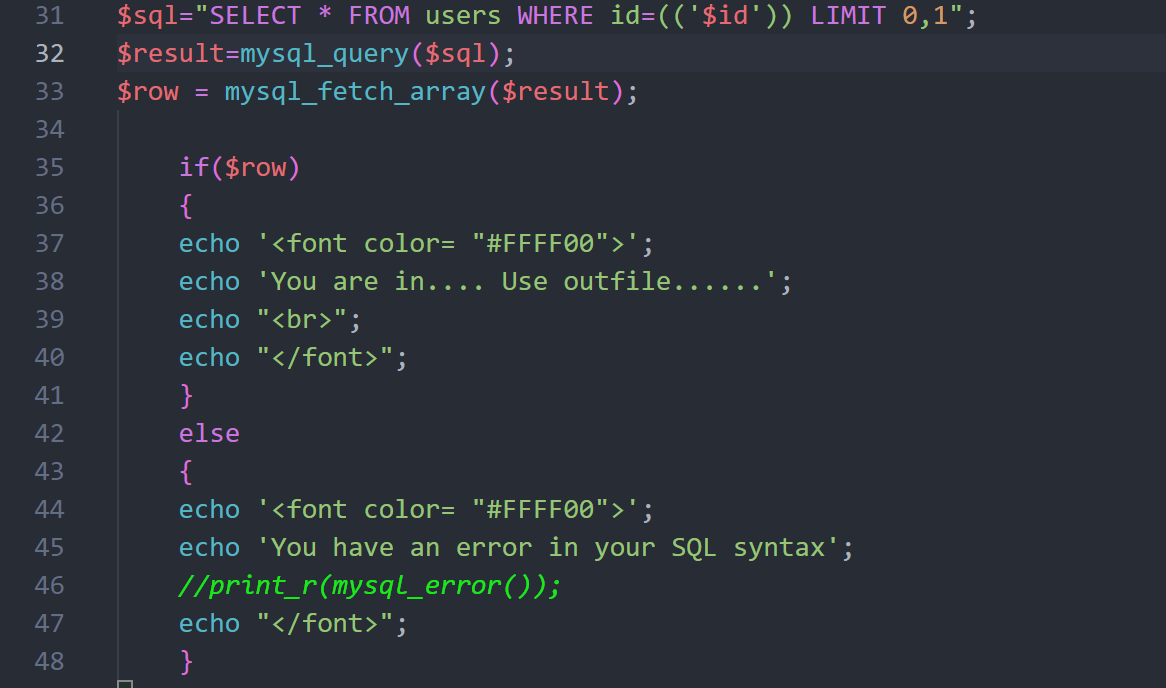 31 $sql="SELECT * FROM users WHERE id=(('$id')) LIMIT 0,1";
32 $result=mysql_query($sql);
33 $row = mysql_fetch_array($result);
34
35 if($row)
36 {
37 echo '<font color= "#FFFF00">';
38 echo 'You are in.... Use outfile......';
39 echo "<br>";
40 echo "</font>";
41 }
42 else
43 {
44 echo '<font color= "#FFFF00">';
45 echo 'You have an error in your SQL syntax';
46 //print_r(mysql_error());
47 echo "</font>";
48 }